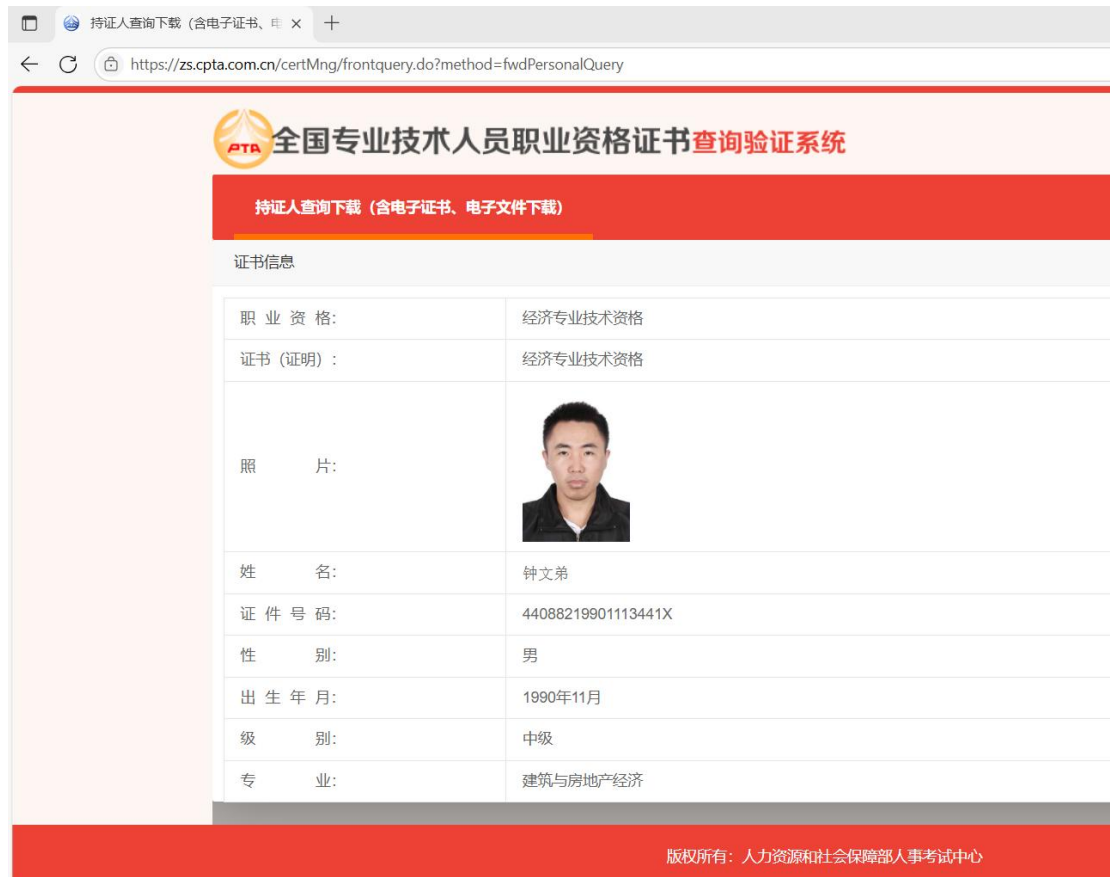 持证人查询下载（含电子证书、电
https://zs.cpta.com.cn/certMng/frontquery.do?method=fwdPersonalQuery
PTA 全国专业技术人员职业资格证书查询验证系统
持证人查询下载（含电子证书、电子文件下载）
证书信息
职 业 资 格： 经济专业技术资格
证书（证明）： 经济专业技术资格
照 片：
姓 名： 钟文弟
证 件 号 码： 44088219901113441X
性 别： 男
出 生 年 月： 1990年11月
级 别： 中级
专 业： 建筑与房地产经济
版权所有：人力资源和社会保障部人事考试中心